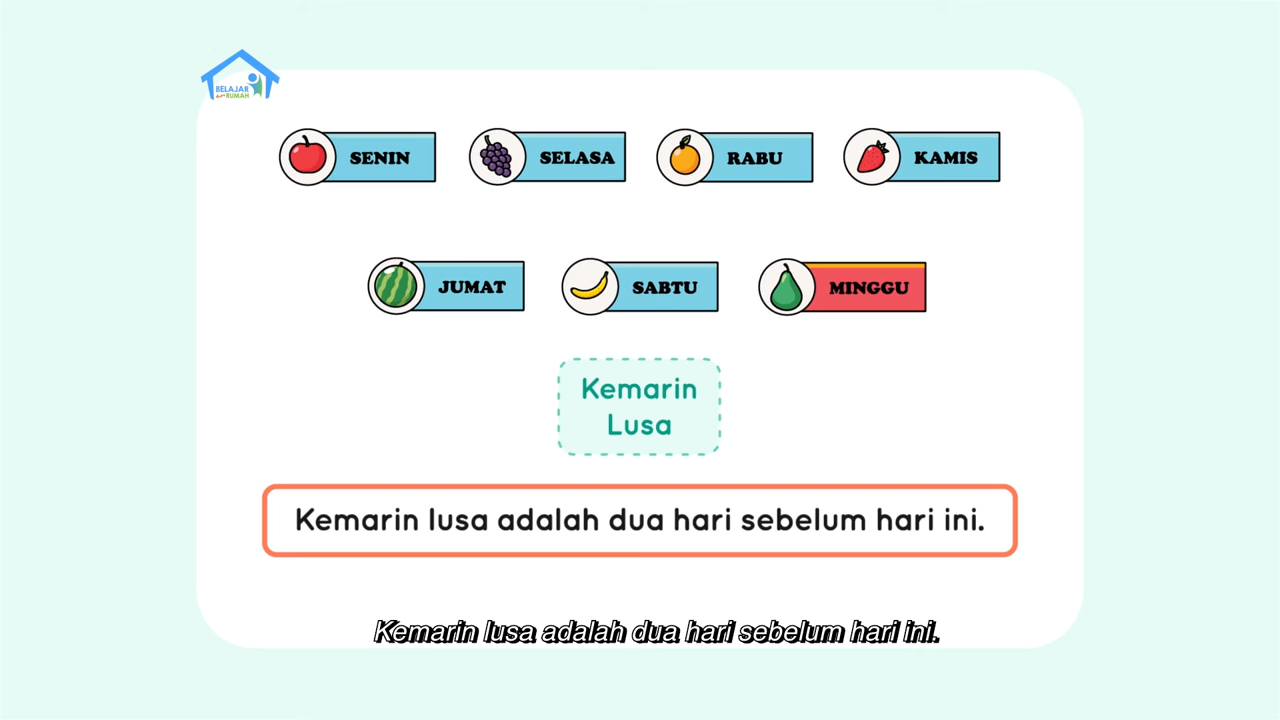 BELAJAR
dari RUMAH
SENIN
SELASA
RABU
KAMIS
JUMAT
SABTU
MINGGU
Kemarin
Lusa
Kemarin lusa adalah dua hari sebelum hari ini.
Kemarin lusa adalah dua hari sebelum hari ini.